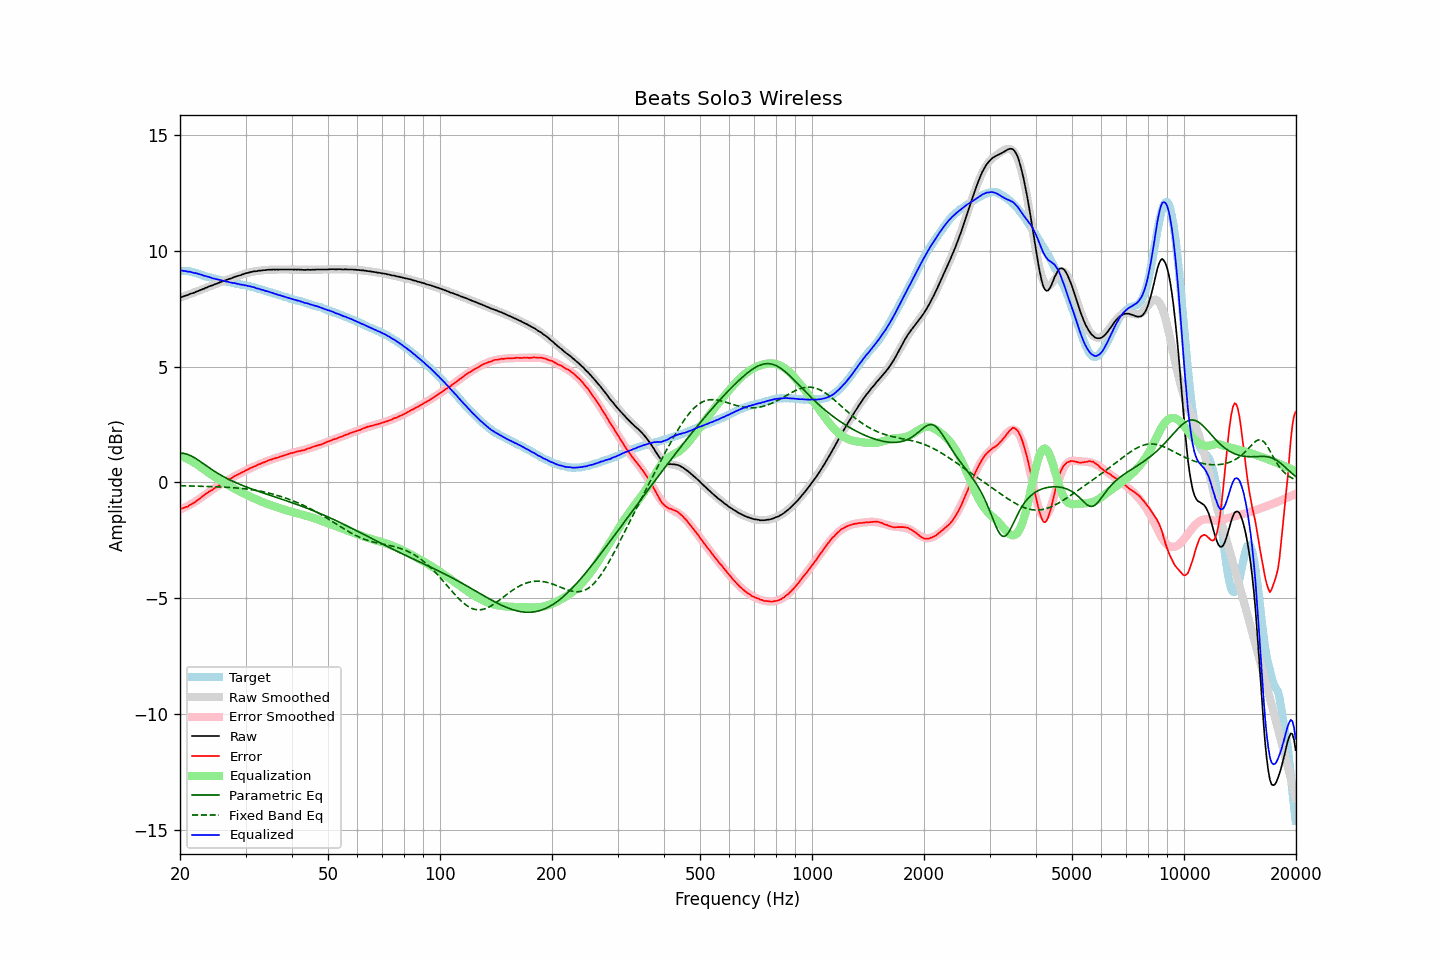 Beats Solo3 Wireless
Amplitude (dBr)
15
10
5
0
−5
−10
−15
Target
Raw Smoothed
Error Smoothed
Raw
Error
Equalization
Parametric Eq
Fixed Band Eq
Equalized
20 50 100 200 500 1000 2000 5000 10000 20000
Frequency (Hz)